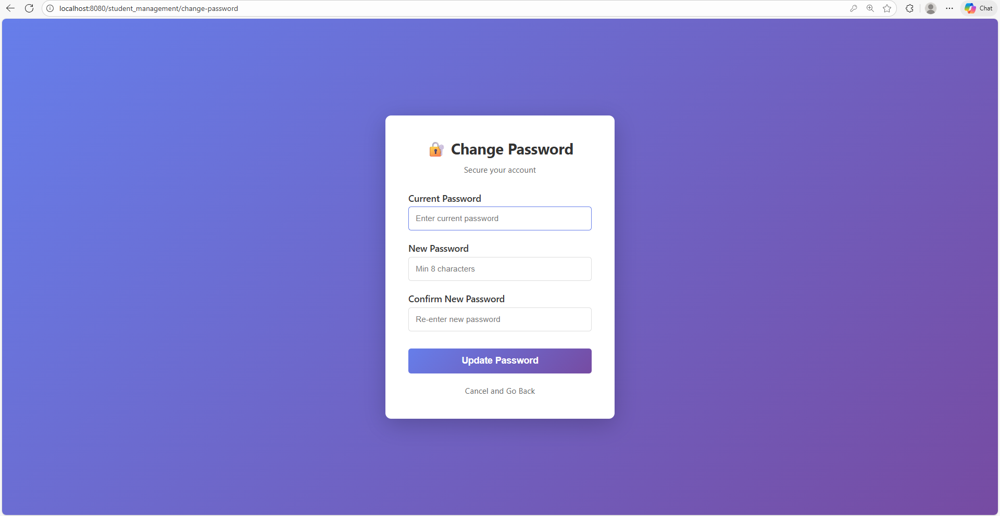 localhost:8080/student_management/change-password
Chat
Change Password
Secure your account
Current Password
Enter current password
New Password
Min 8 characters
Confirm New Password
Re-enter new password
Update Password
Cancel and Go Back